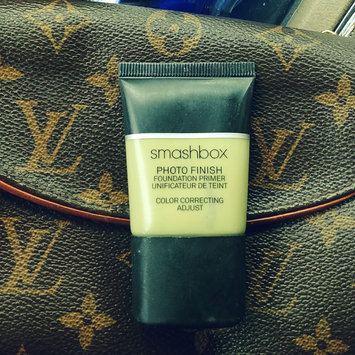 smashbox
PHOTO FINISH
FOUNDATION PRIMER
UNIFICATEUR DE TEINT
COLOR CORRECTING
ADJUST